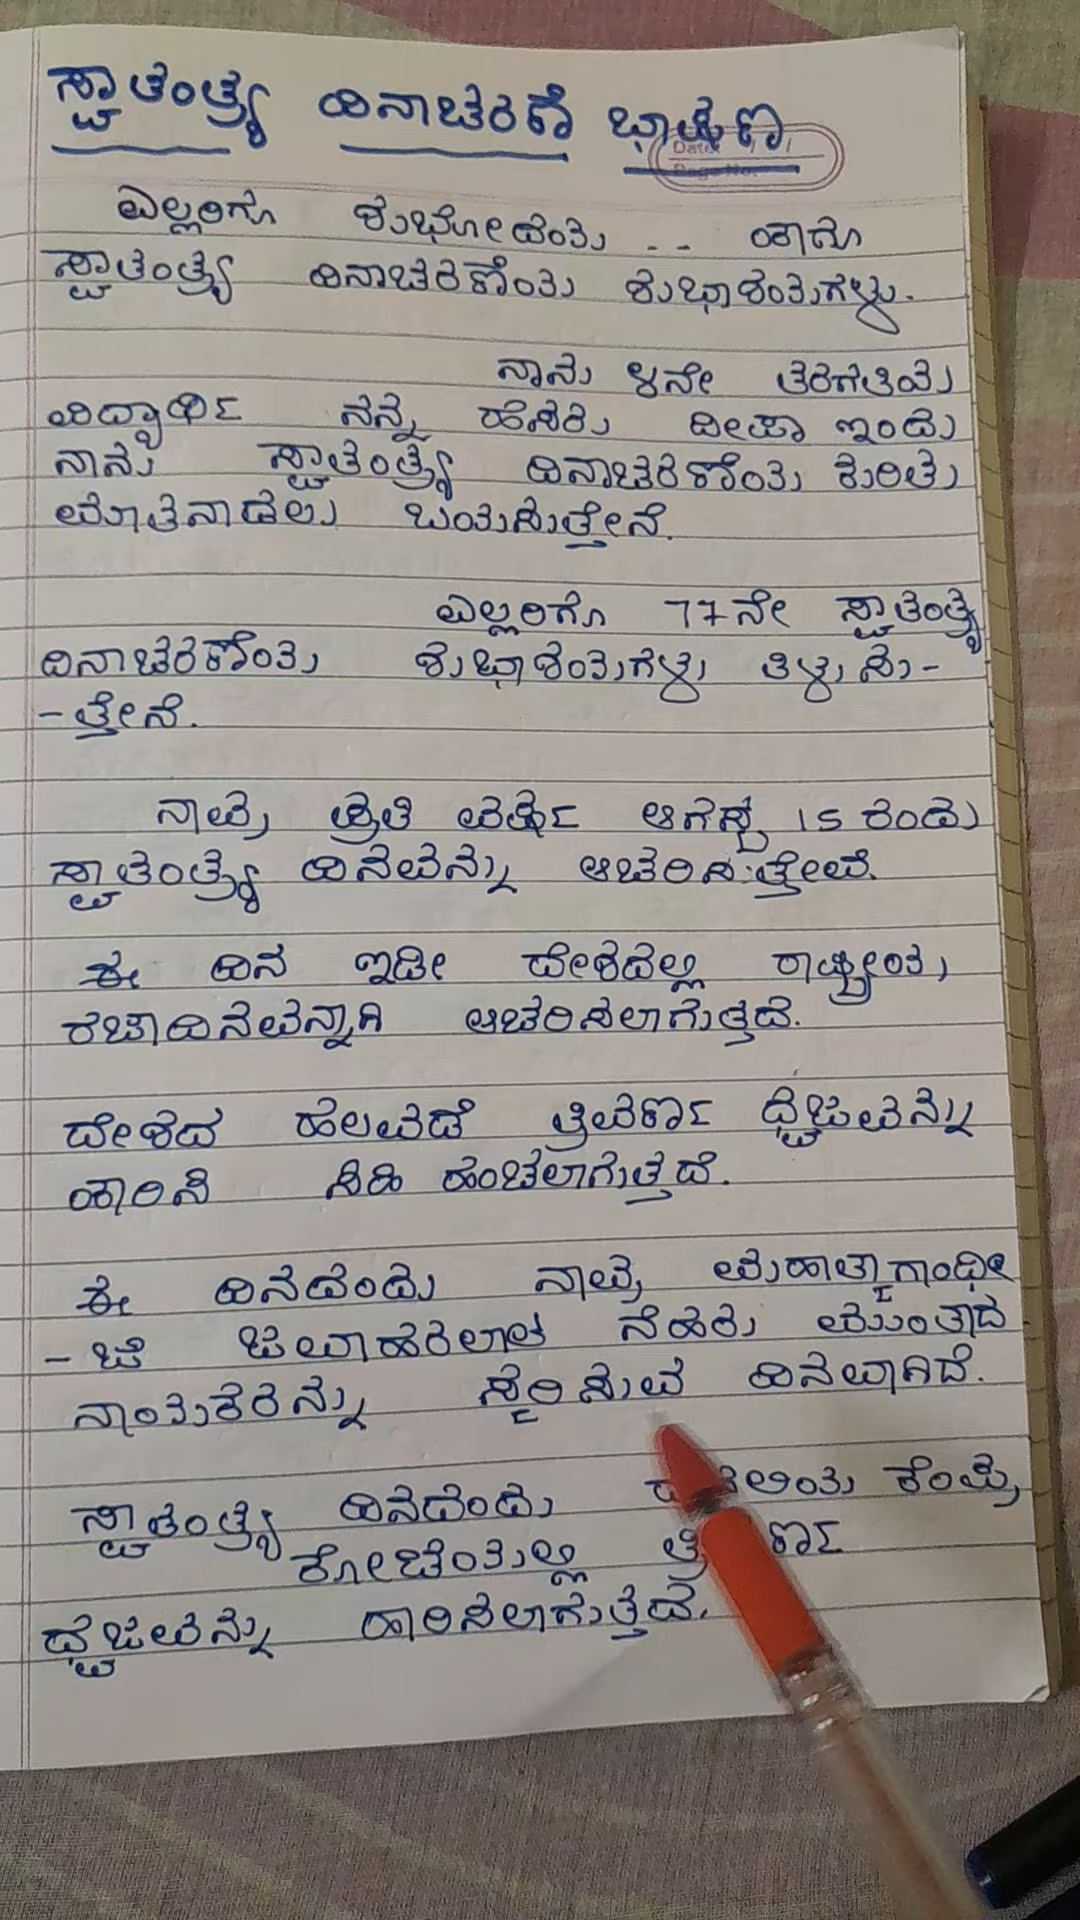 ಸ್ವಾತಂತ್ರ್ಯ ದಿನಾಚರಣೆ ಭಾಷಣ
ಎಲ್ಲರಿಗೂ ಶುಭೋದಯ .. ಹಾಗೂ
ಸ್ವಾತಂತ್ರ್ಯ ದಿನಾಚರಣೆಯ ಶುಭಾಶಯಗಳು.
ನಾನು ೪ನೇ ತರಗತಿಯ
ವಿದ್ಯಾರ್ಥಿ ನನ್ನ ಹೆಸರು ದೀಪಾ ಇಂದು
ನಾನು ಸ್ವಾತಂತ್ರ್ಯ ದಿನಾಚರಣೆಯ ಕುರಿತು
ಮಾತನಾಡಲು ಬಯಸುತ್ತೇನೆ.
ಎಲ್ಲರಿಗೂ 77ನೇ ಸ್ವಾತಂತ್ರ್ಯ
ದಿನಾಚರಣೆಯ ಶುಭಾಶಯಗಳು ತಿಳುಸು-
-ತ್ತೇನೆ.
ನಾವು ಪ್ರತಿ ವರ್ಷ ಆಗಸ್ಟ 15 ರಂದು
ಸ್ವಾತಂತ್ರ್ಯ ದಿನವನ್ನು ಆಚರಿಸುತ್ತೇವೆ.
ಈ ದಿನ ಇಡೀ ದೇಶದಲ್ಲಿ ರಾಷ್ಟ್ರೀಯ
ರಜಾದಿನವನ್ನಾಗಿ ಆಚರಿಸಲಾಗುತ್ತದೆ.
ದೇಶದ ಹಲವಡೆ ತ್ರಿವರ್ಣ ಧ್ವಜವನ್ನು
ಹಾರಿಸಿ ಸಿಹಿ ಹಂಚಲಾಗುತ್ತದೆ.
ಈ ದಿನದಂದು ನಾವು ಮಹಾತ್ಮಾಗಾಂಧೀ
-ಜಿ ಜವಾಹರಲಾಲ ನೆಹರು ಮುಂತಾದ
ನಾಯಕರನ್ನು ಸ್ಮರಿಸುವ ದಿನವಾಗಿದೆ.
ಸ್ವಾತಂತ್ರ್ಯ ದಿನದಂದು ಕೆಂಪು
ಕೋಟೆಯಲ್ಲಿ
ಧ್ವಜವನ್ನು ಹಾರಿಸಲಾಗುತ್ತದೆ.